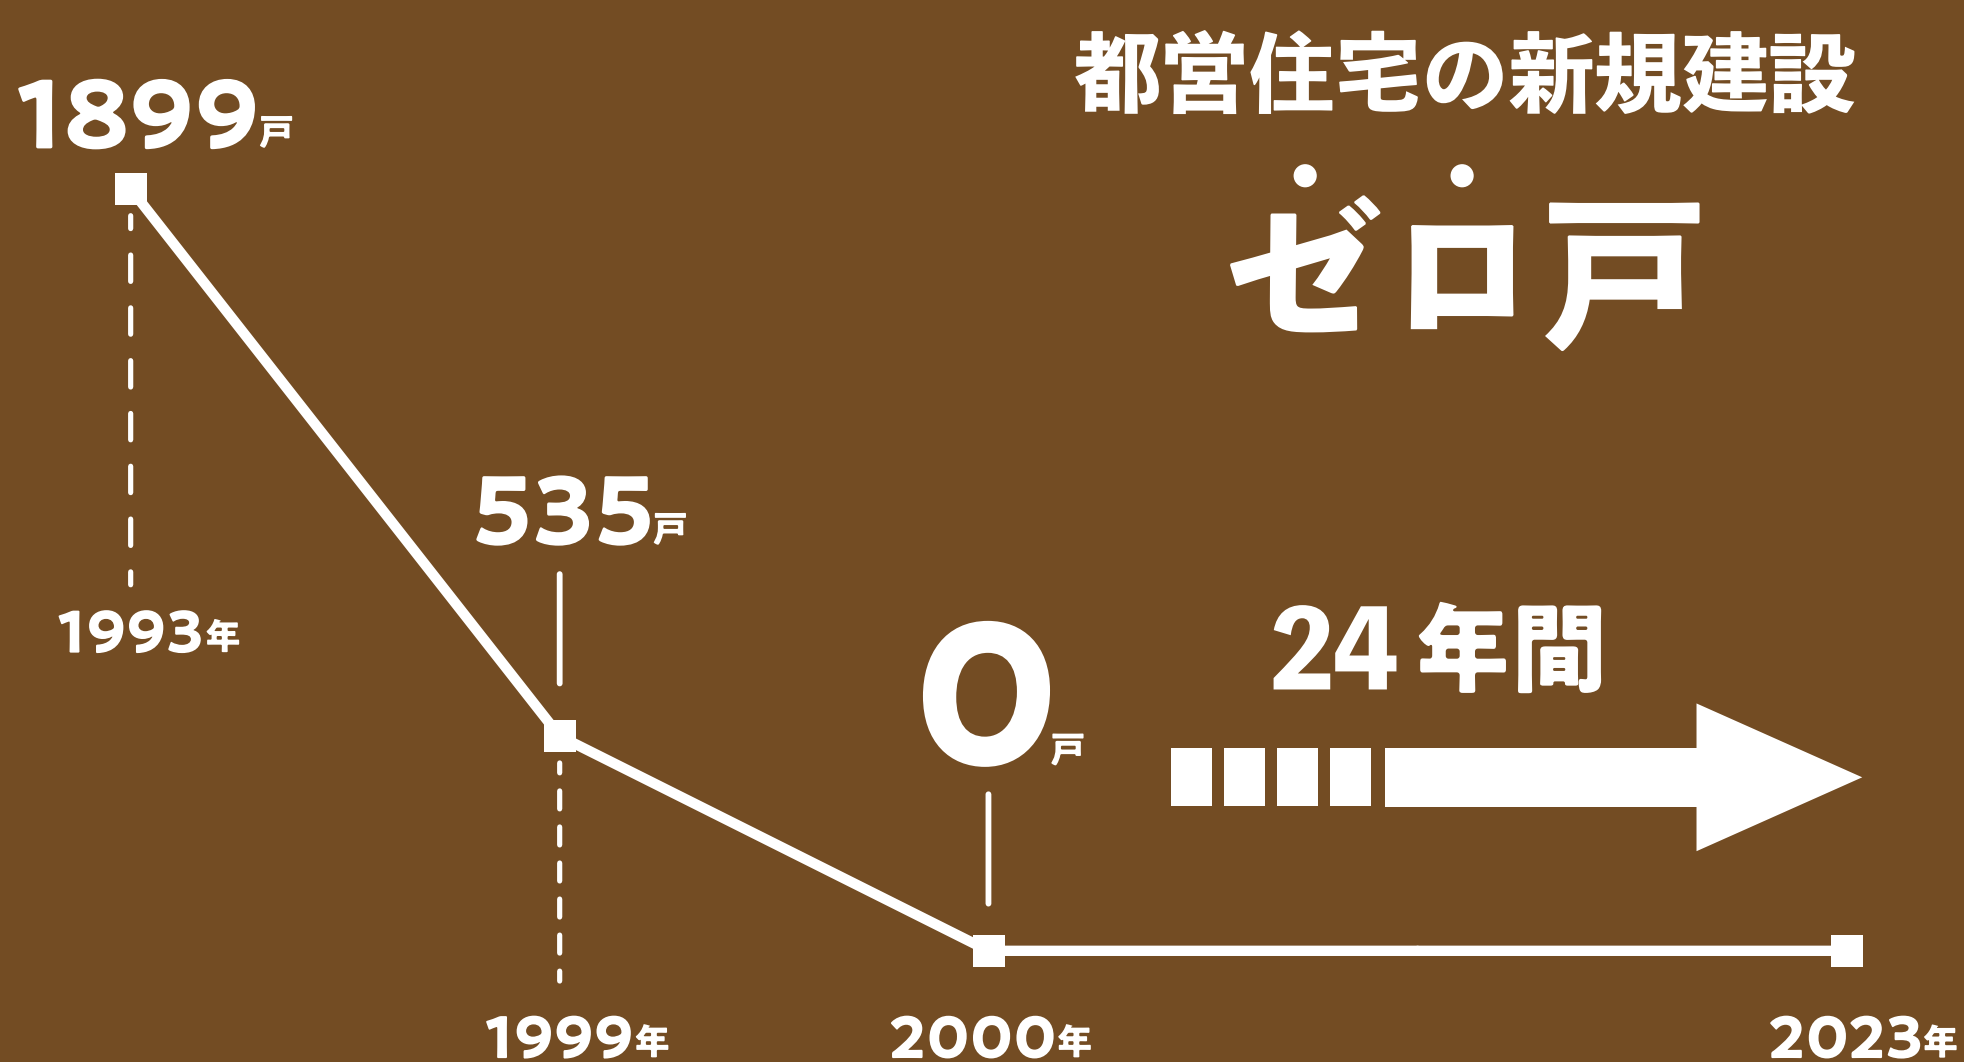 都営住宅の新規建設
ゼロ戸
1899戸
535戸
0戸
24年間
1993年
1999年
2000年
2023年